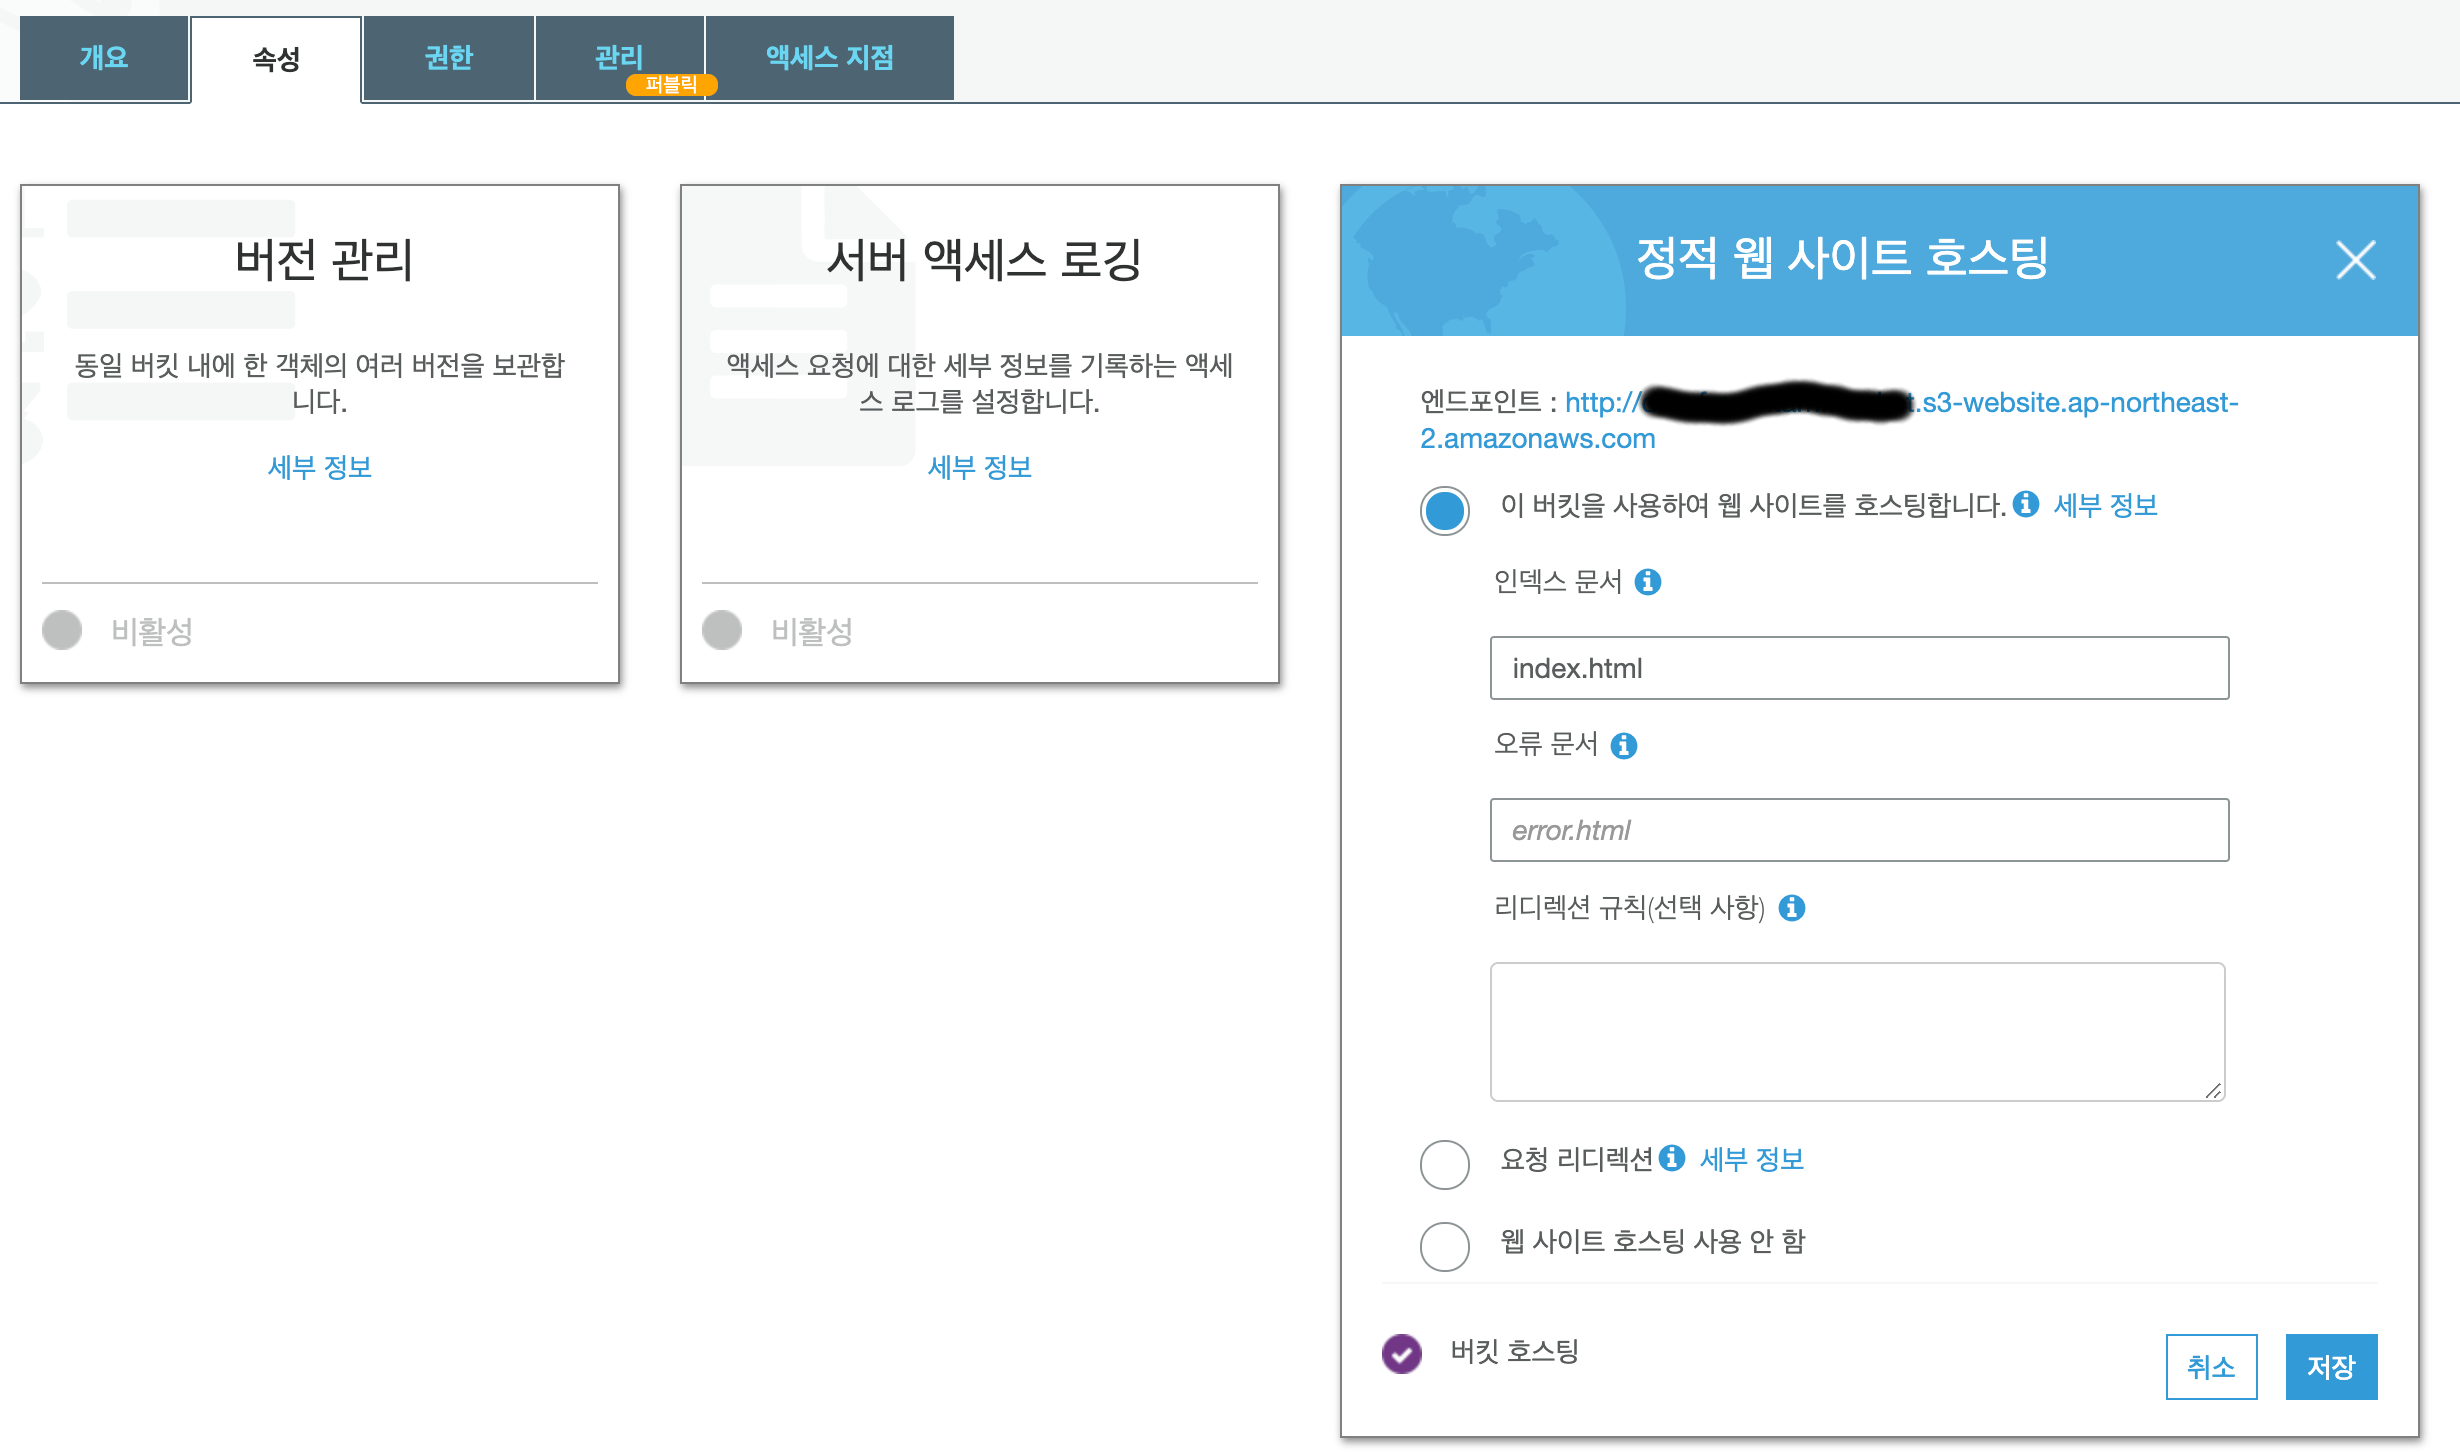 개요
속성
권한
관리
퍼블릭
액세스 지점
버전 관리
동일 버킷 내에 한 객체의 여러 버전을 보관합
니다.
세부 정보
비활성
서버 액세스 로깅
액세스 요청에 대한 세부 정보를 기록하는 액세
스 로그를 설정합니다.
세부 정보
비활성
정적 웹 사이트 호스팅
엔드포인트 : http:// .s3-website.ap-northeast-
2.amazonaws.com
이 버킷을 사용하여 웹 사이트를 호스팅합니다. 세부 정보
인덱스 문서
index.html
오류 문서
error.html
리디렉션 규칙(선택 사항)
요청 리디렉션 세부 정보
웹 사이트 호스팅 사용 안 함
버킷 호스팅
취소
저장